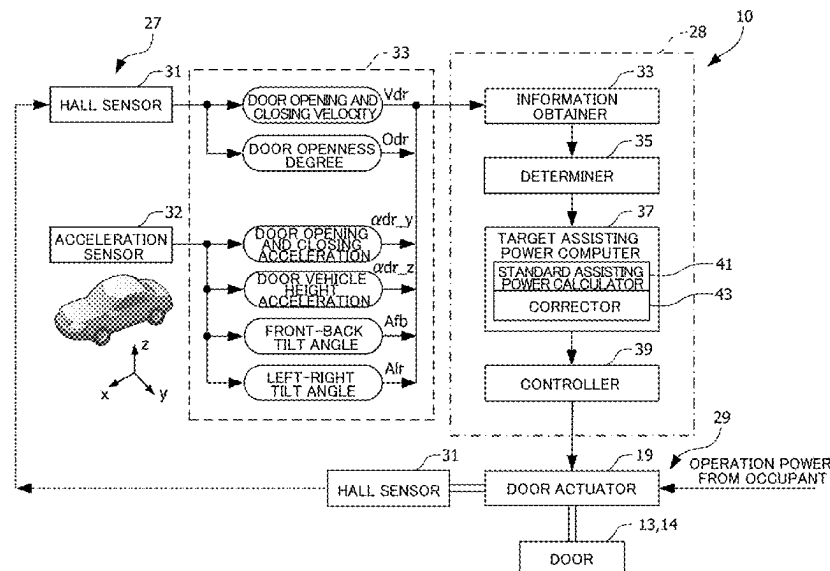 27
31
HALL SENSOR
33
DOOR OPENING AND
CLOSING VELOCITY
Vdr
DOOR OPENNESS
DEGREE
Odr
32
ACCELERATION
SENSOR
DOOR OPENING
AND CLOSING
ACCELERATION
αdr_y
DOOR VEHICLE
HEIGHT
ACCELERATION
αdr_z
FRONT-BACK
TILT ANGLE
Afb
LEFT-RIGHT
TILT ANGLE
Alr
z
x
y
28
10
33
INFORMATION
OBTAINER
35
DETERMINER
37
TARGET ASSISTING
POWER COMPUTER
STANDARD ASSISTING
POWER CALCULATOR
41
CORRECTOR
43
39
CONTROLLER
29
31
HALL SENSOR
19
DOOR ACTUATOR
OPERATION POWER
FROM OCCUPANT
13,14
DOOR